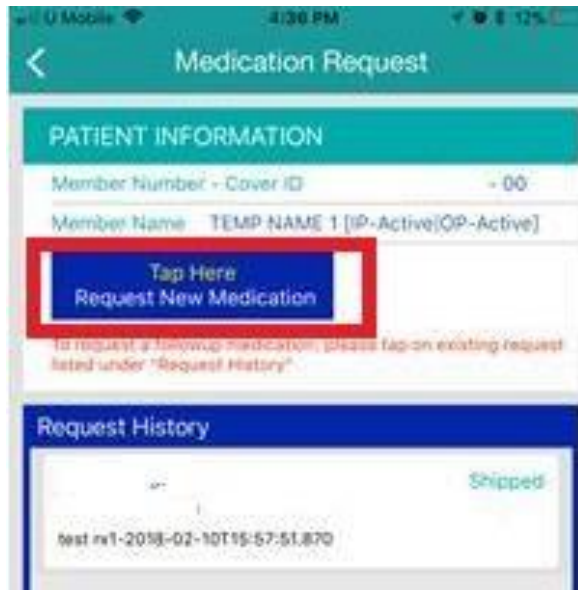 U Mobile 4:36 PM 12%
Medication Request
PATIENT INFORMATION
Member Number - Cover ID - 00
Member Name TEMP NAME 1 [IP-Active|OP-Active]
Tap Here
Request New Medication
To request a followup medication, please tap on existing request
listed under "Request History"
Request History
Shipped
test rx1-2018-02-10T15:57:51.870